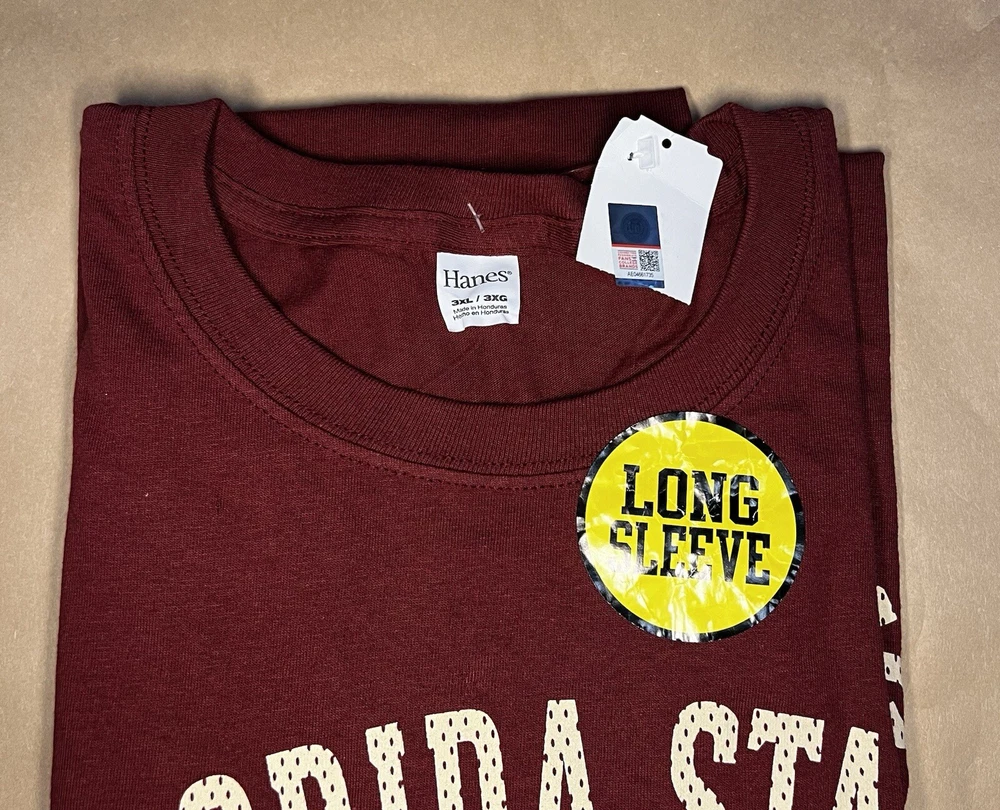 Hanes®
3XL / 3XG
Made in Honduras
Hecho en Honduras
LONG
SLEEVE
ORIDA STA